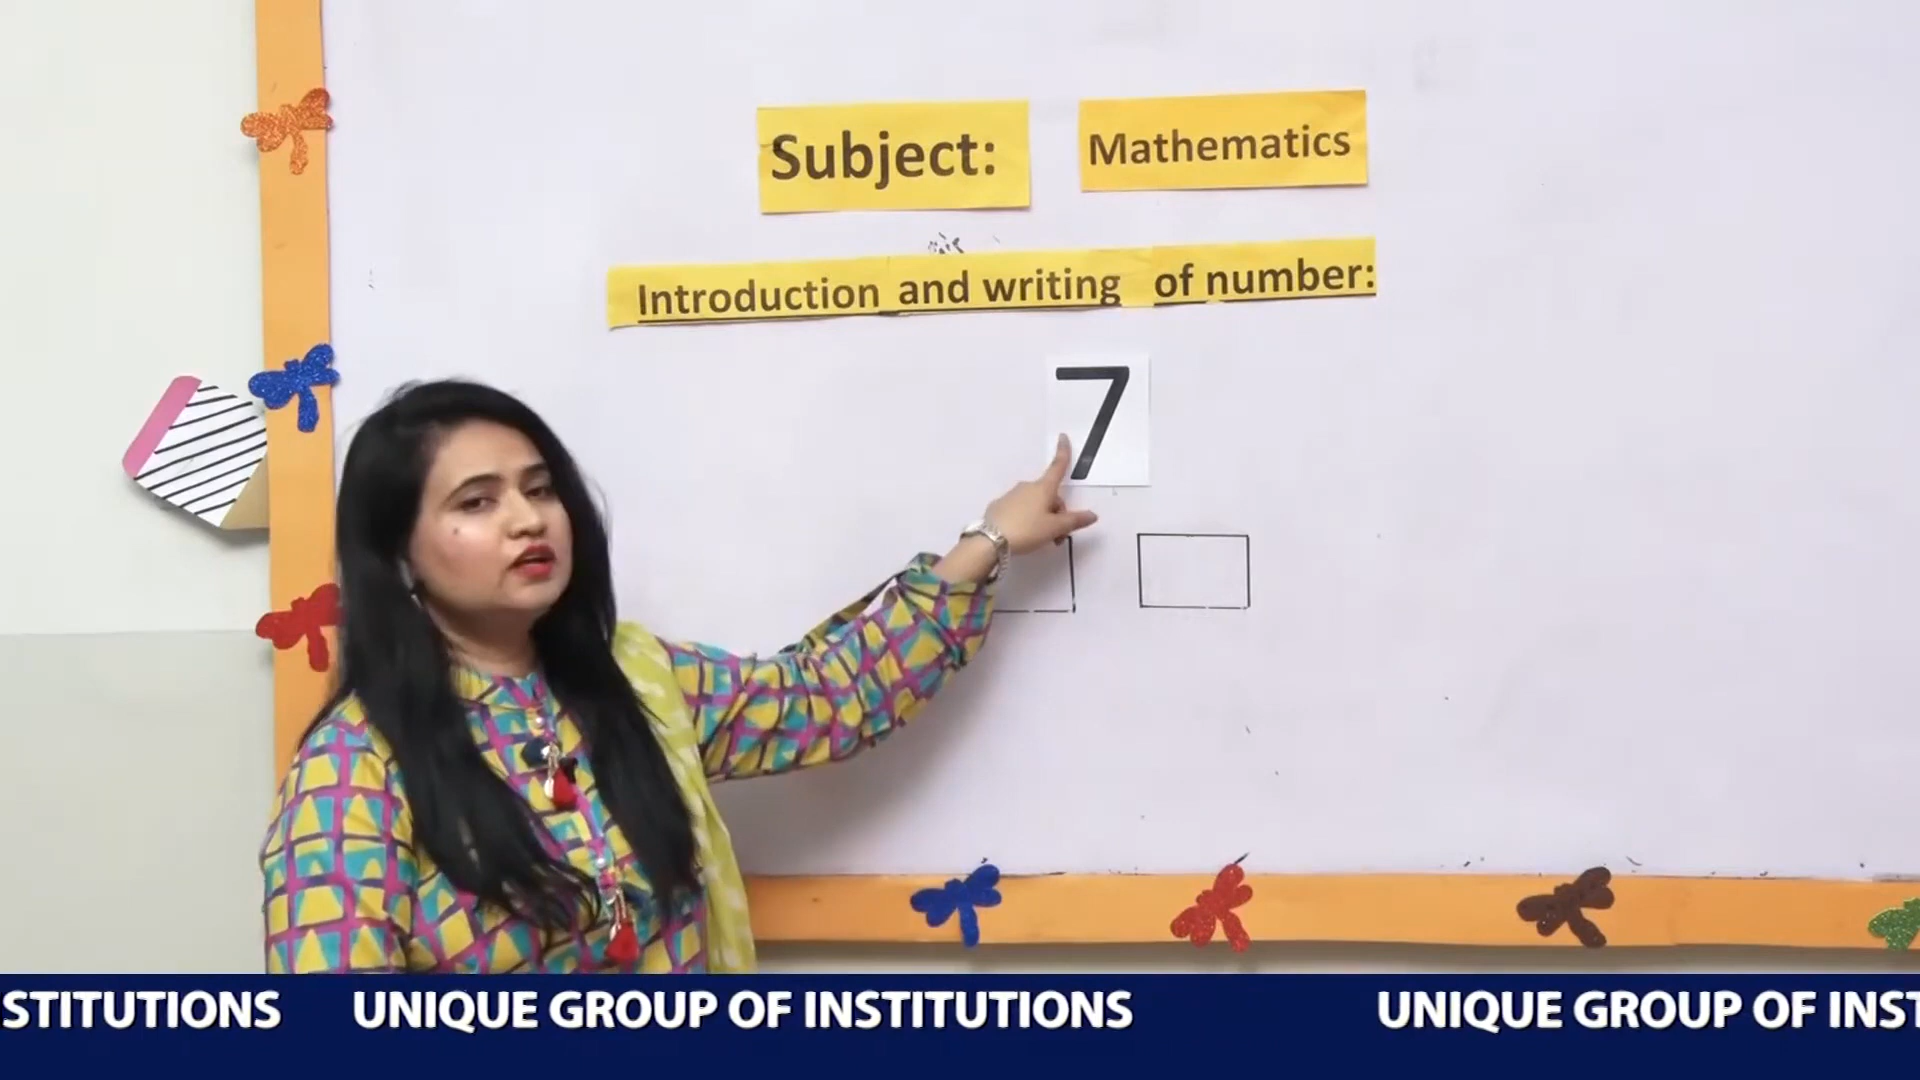 Subject: Mathematics
Introduction and writing of number:
7
STITUTIONS UNIQUE GROUP OF INSTITUTIONS UNIQUE GROUP OF INST